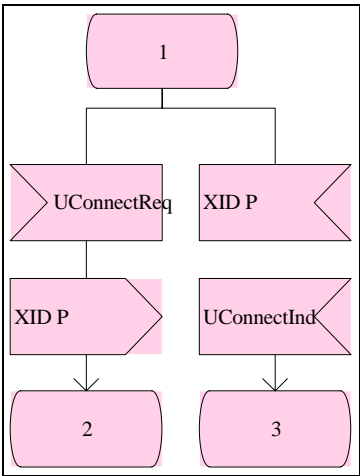 1
UConnectReq
XID P
XID P
UConnectInd
2
3